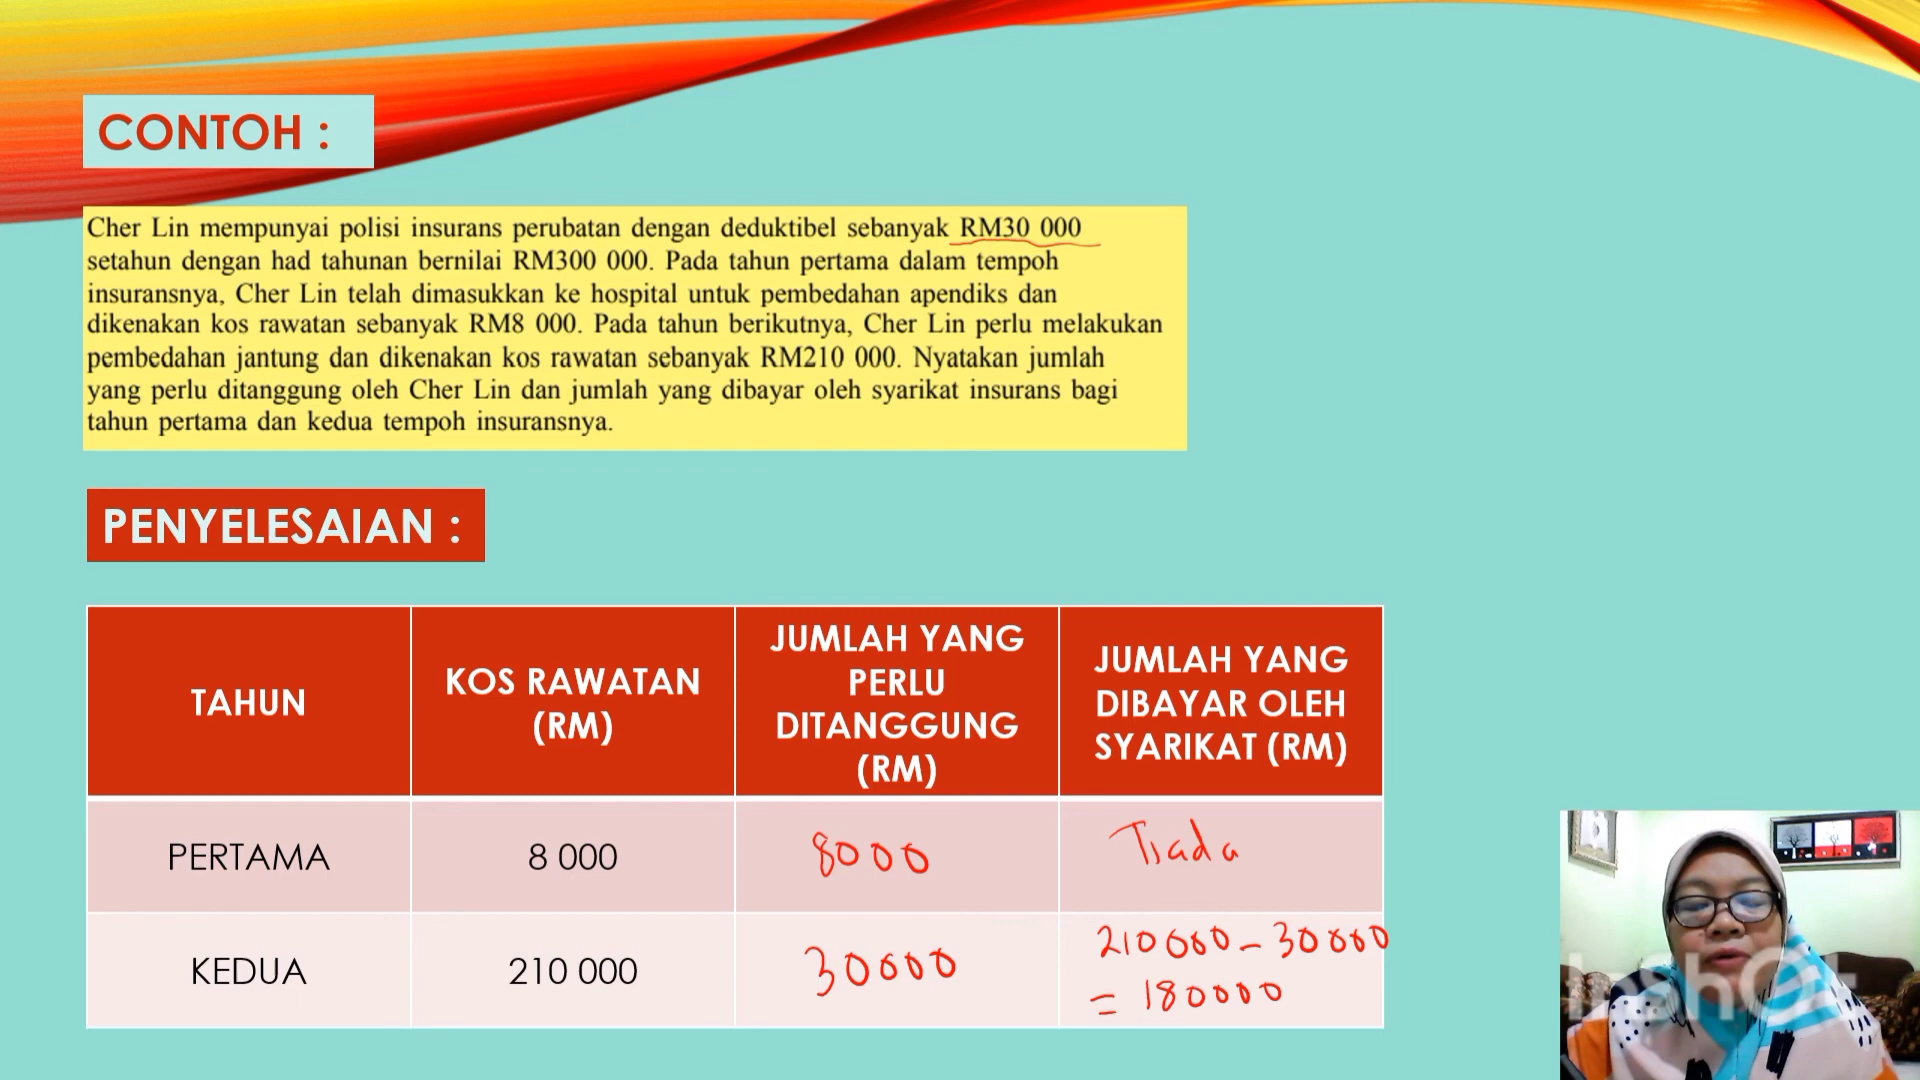 CONTOH :
Cher Lin mempunyai polisi insurans perubatan dengan deduktibel sebanyak RM30 000
setahun dengan had tahunan bernilai RM300 000. Pada tahun pertama dalam tempoh
insuransnya, Cher Lin telah dimasukkan ke hospital untuk pembedahan apendiks dan
dikenakan kos rawatan sebanyak RM8 000. Pada tahun berikutnya, Cher Lin perlu melakukan
pembedahan jantung dan dikenakan kos rawatan sebanyak RM210 000. Nyatakan jumlah
yang perlu ditanggung oleh Cher Lin dan jumlah yang dibayar oleh syarikat insurans bagi
tahun pertama dan kedua tempoh insuransnya.
PENYELESAIAN :
TAHUN
KOS RAWATAN
(RM)
JUMLAH YANG
PERLU
DITANGGUNG
(RM)
JUMLAH YANG
DIBAYAR OLEH
SYARIKAT (RM)
PERTAMA
8 000
8000
Tiada
KEDUA
210 000
30000
210000 - 30000
= 180000
InshOt